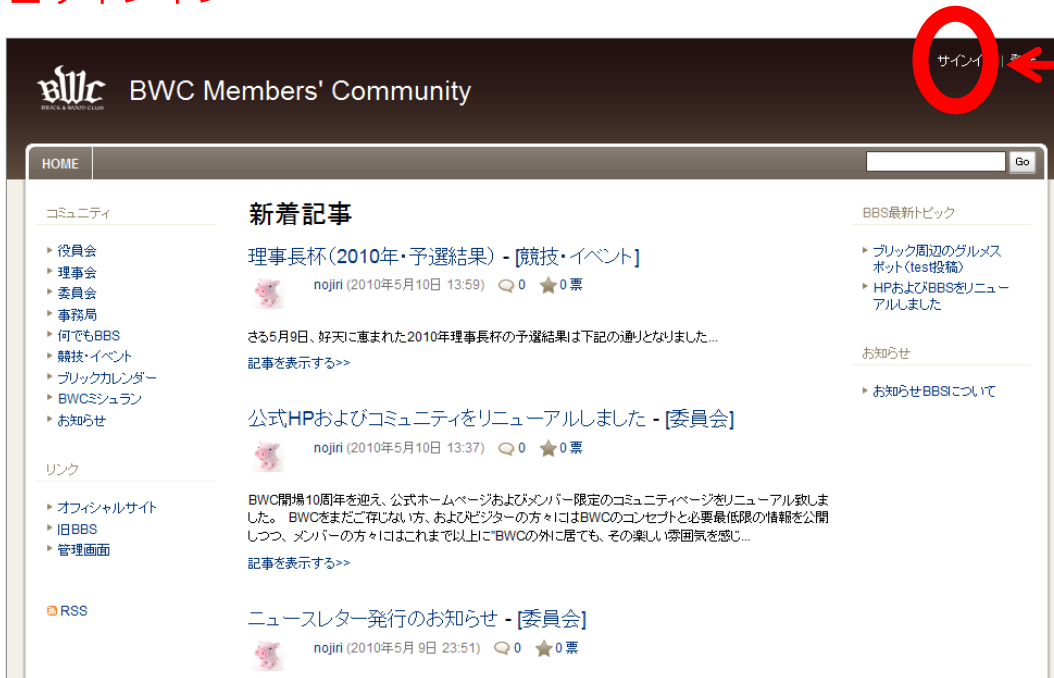 サインイ |
BWC
BRICK & WOOD CLUB
BWC Members' Community
HOME
Go
コミュニティ
役員会
理事会
委員会
事務局
何でもBBS
競技・イベント
ブリックカレンダー
BWCミシュラン
お知らせ
リンク
オフィシャルサイト
旧BBS
管理画面
RSS
新着記事
理事長杯（2010年・予選結果） - [競技・イベント]
nojiri (2010年5月10日 13:59) 0 0 票
さる5月9日、好天に恵まれた2010年理事長杯の予選結果は下記の通りとなりました...
記事を表示する>>
公式HPおよびコミュニティをリニューアルしました - [委員会]
nojiri (2010年5月10日 13:37) 0 0 票
BWC開場10周年を迎え、公式ホームページおよびメンバー限定のコミュニティページをリニューアル致しま
した。 BWCをまだご存じない方、およびビジターの方々にはBWCのコンセプトと必要最低限の情報を公開
しつつ、メンバーの方々にはこれまで以上に"BWCの外に居ても、その楽しい雰囲気を感じ...
記事を表示する>>
ニュースレター発行のお知らせ - [委員会]
nojiri (2010年5月 9日 23:51) 0 0 票
BBS最新トピック
ブリック周辺のグルメス
ポット（test投稿）
HPおよびBBSをリニュー
アルしました
お知らせ
お知らせBBSについて